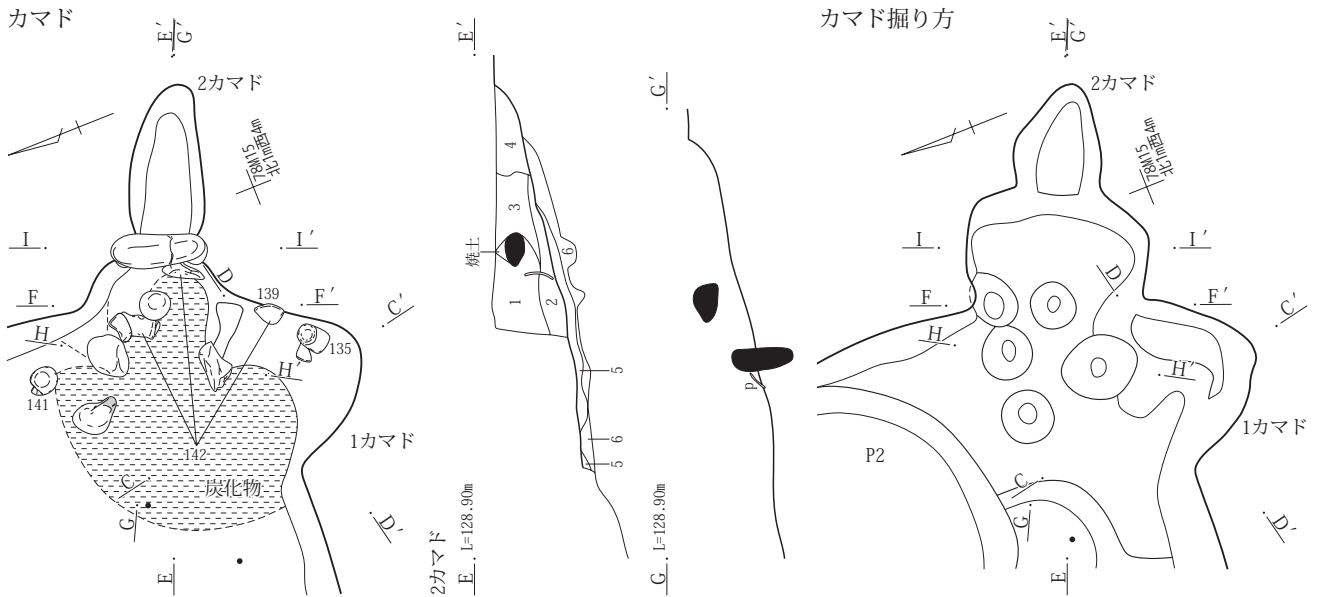 カマド
E′
G′
2カマド
78M15
北1m西4m
I
I′
D
F
139
F′
C′
H
135
H′
141
1カマド
142
炭化物
C
G
D′
E
E′
4
3
焼土
6
1
2
5
6
5
2カマド
E
L=128.90m
G′
p
G
L=128.90m
カマド掘り方
E′
G′
2カマド
78M15
北1m西4m
I
I′
D
F
F′
C′
H
H′
1カマド
P2
C
G
D′
E